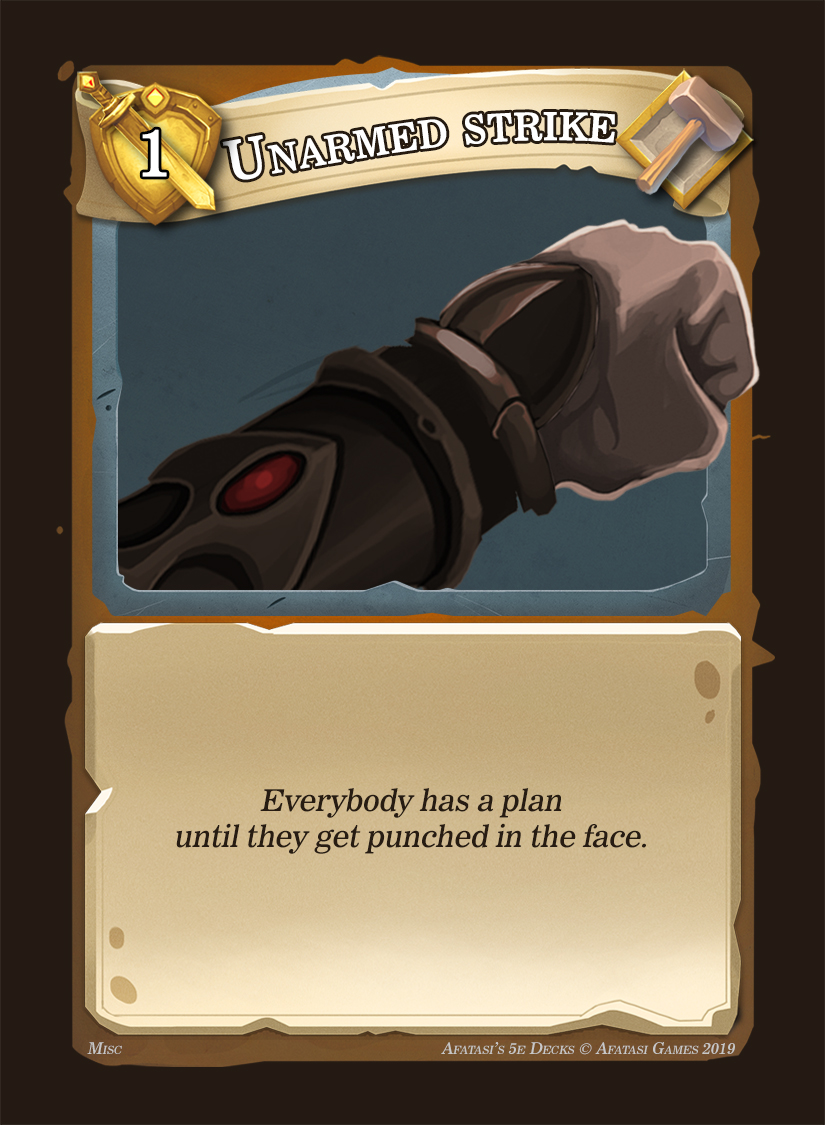 1
Unarmed strike
Everybody has a plan
until they get punched in the face.
Misc
Afatasi's 5e Decks © Afatasi Games 2019